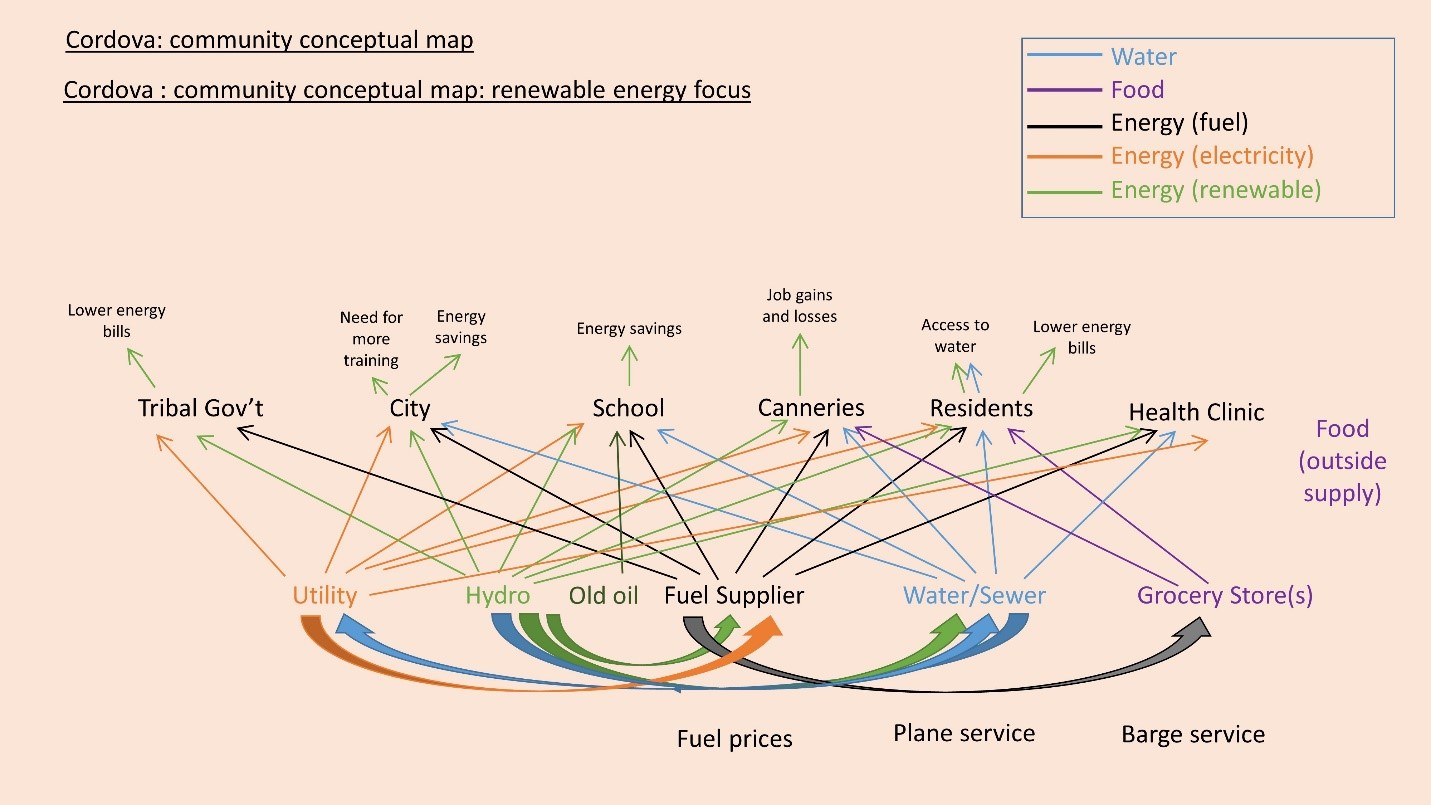 Cordova: community conceptual map
Cordova : community conceptual map: renewable energy focus
Water
Food
Energy (fuel)
Energy (electricity)
Energy (renewable)
Lower energy
bills
Need for
more
training
Energy
savings
Energy savings
Job gains
and losses
Access to
water
Lower energy
bills
Tribal Gov’t
City
School
Canneries
Residents
Health Clinic
Food
(outside
supply)
Utility
Hydro
Old oil
Fuel Supplier
Water/Sewer
Grocery Store(s)
Fuel prices
Plane service
Barge service